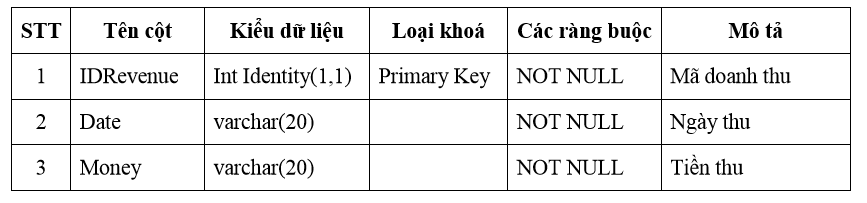 STT Tên cột Kiểu dữ liệu Loại khoá Các ràng buộc Mô tả
1 IDRevenue Int Identity(1,1) Primary Key NOT NULL Mã doanh thu
2 Date varchar(20) NOT NULL Ngày thu
3 Money varchar(20) NOT NULL Tiền thu